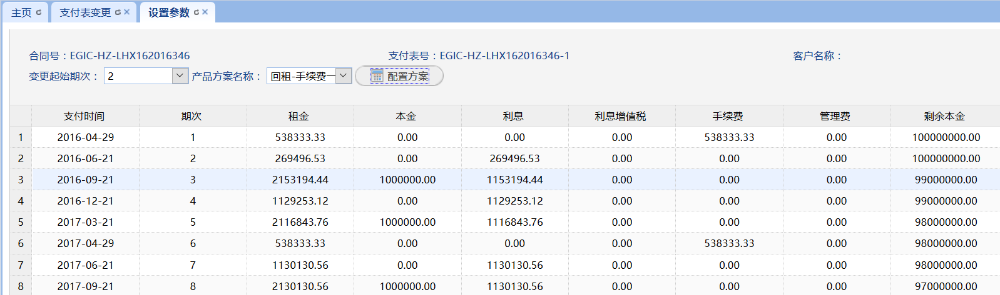 主页 支付表变更 设置参数
合同号：EGIC-HZ-LHX162016346 支付表号：EGIC-HZ-LHX162016346-1 客户名称：
变更起始期次： 2 产品方案名称： 回租-手续费一 配置方案
支付时间 期次 租金 本金 利息 利息增值税 手续费 管理费 剩余本金
1 2016-04-29 1 538333.33 0.00 0.00 0.00 538333.33 0.00 100000000.00
2 2016-06-21 2 269496.53 0.00 269496.53 0.00 0.00 0.00 100000000.00
3 2016-09-21 3 2153194.44 1000000.00 1153194.44 0.00 0.00 0.00 99000000.00
4 2016-12-21 4 1129253.12 0.00 1129253.12 0.00 0.00 0.00 99000000.00
5 2017-03-21 5 2116843.76 1000000.00 1116843.76 0.00 0.00 0.00 98000000.00
6 2017-04-29 6 538333.33 0.00 0.00 0.00 538333.33 0.00 98000000.00
7 2017-06-21 7 1130130.56 0.00 1130130.56 0.00 0.00 0.00 98000000.00
8 2017-09-21 8 2130130.56 1000000.00 1130130.56 0.00 0.00 0.00 97000000.00